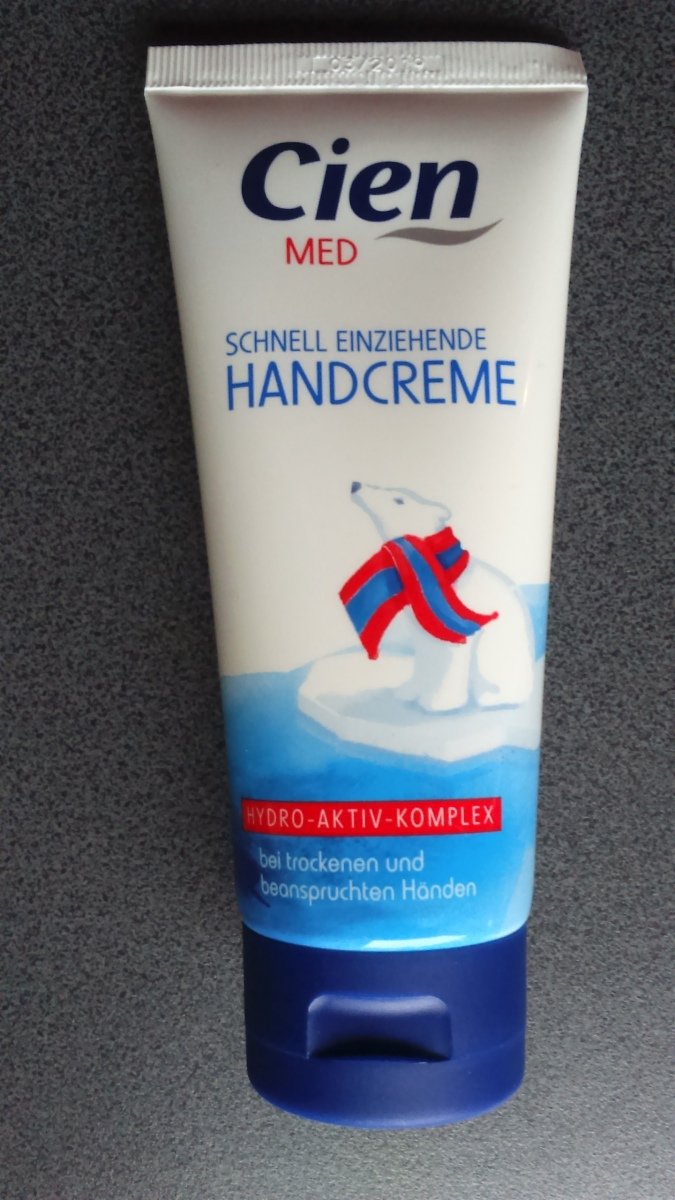 Cien
MED
SCHNELL EINZIEHENDE
HANDCREME
HYDRO-AKTIV-KOMPLEX
bei trockenen und
beanspruchten Händen